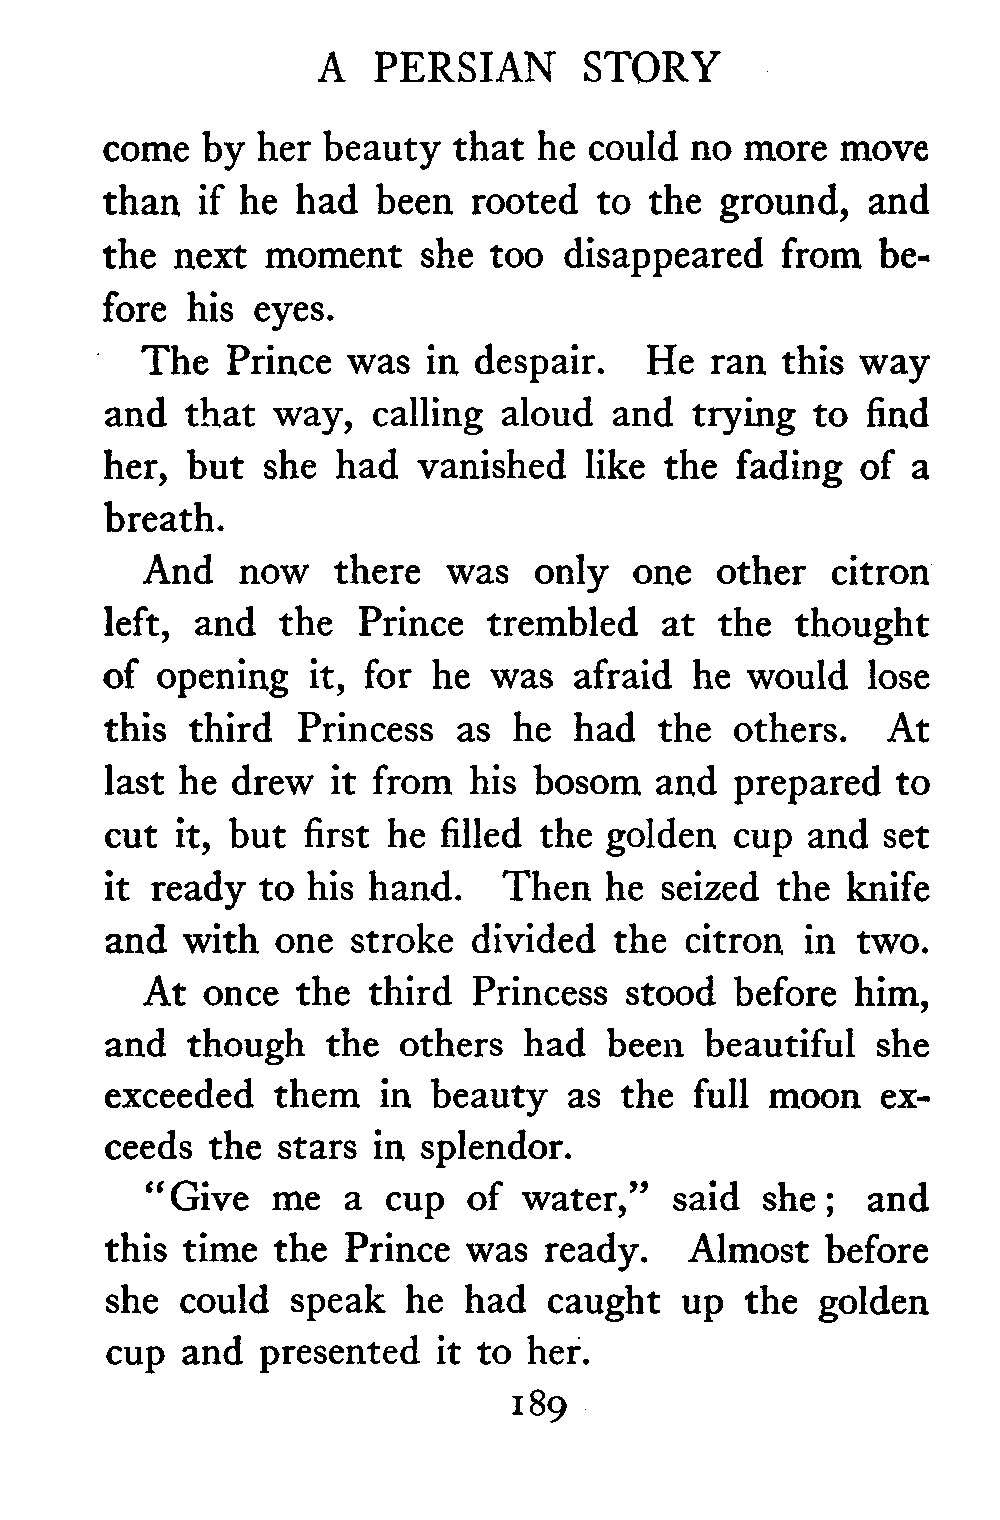 A PERSIAN STORY
come by her beauty that he could no more move
than if he had been rooted to the ground, and
the next moment she too disappeared from be-
fore his eyes.
The Prince was in despair. He ran this way
and that way, calling aloud and trying to find
her, but she had vanished like the fading of a
breath.
And now there was only one other citron
left, and the Prince trembled at the thought
of opening it, for he was afraid he would lose
this third Princess as he had the others. At
last he drew it from his bosom and prepared to
cut it, but first he filled the golden cup and set
it ready to his hand. Then he seized the knife
and with one stroke divided the citron in two.
At once the third Princess stood before him,
and though the others had been beautiful she
exceeded them in beauty as the full moon ex-
ceeds the stars in splendor.
"Give me a cup of water," said she; and
this time the Prince was ready. Almost before
she could speak he had caught up the golden
cup and presented it to her.
189